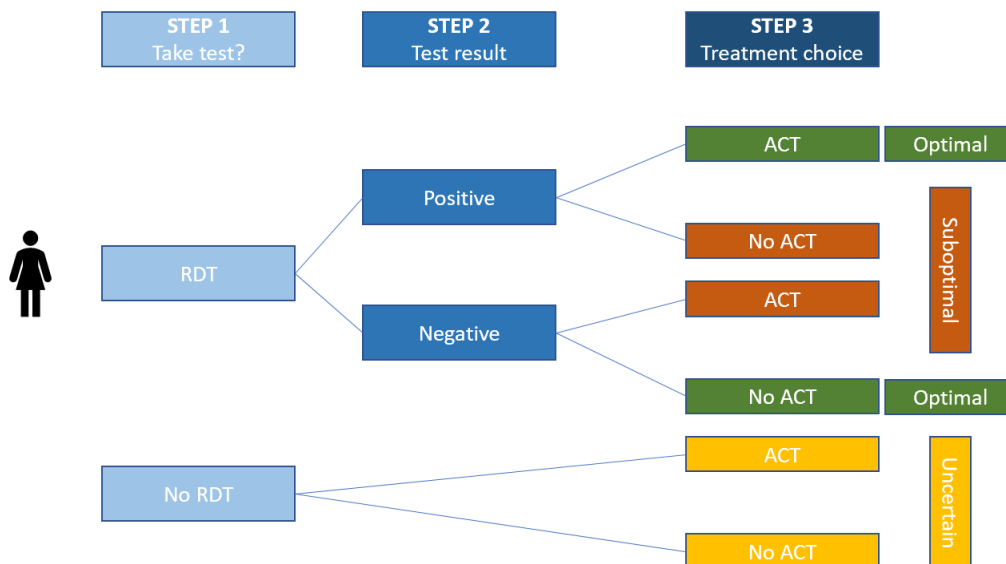 STEP 1
Take test?
STEP 2
Test result
STEP 3
Treatment choice
ACT
Optimal
Positive
No ACT
Suboptimal
RDT
ACT
Negative
No ACT
Optimal
ACT
No RDT
Uncertain
No ACT